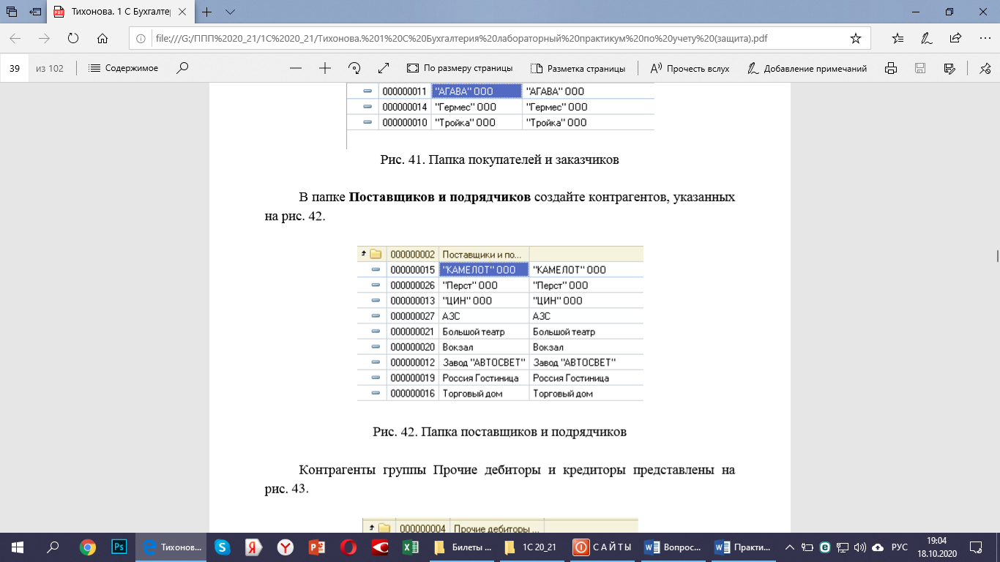 Тихонова. 1 С Бухгалтер
file:///G:/ППП%2020_21/1С%2020_21/Тихонова.%201%20С%20Бухгалтерия%20лабораторный%20практикум%20по%20учету%20(защита).pdf
39 из 102 Содержимое По размеру страницы Разметка страницы Прочесть вслух Добавление примечаний
000000011 "АГАВА" ООО "АГАВА" ООО
000000014 "Гермес" ООО "Гермес" ООО
000000010 "Тройка" ООО "Тройка" ООО
Рис. 41. Папка покупателей и заказчиков
В папке Поставщиков и подрядчиков создайте контрагентов, указанных
на рис. 42.
000000002 Поставщики и по...
000000015 "КАМЕЛОТ" ООО "КАМЕЛОТ" ООО
000000026 "Перст" ООО "Перст" ООО
000000013 "ЦИН" ООО "ЦИН" ООО
000000027 АЗС АЗС
000000021 Большой театр Большой театр
000000020 Вокзал Вокзал
000000012 Завод "АВТОСВЕТ" Завод "АВТОСВЕТ"
000000019 Россия Гостиница Россия Гостиница
000000016 Торговый дом Торговый дом
Рис. 42. Папка поставщиков и подрядчиков
Контрагенты группы Прочие дебиторы и кредиторы представлены на
рис. 43.
000000004 Прочие дебиторы ...
Тихонов... Билеты ... 1С 20_21 С А Й Т Ы Вопрос... Практи... РУС 19:04
18.10.2020